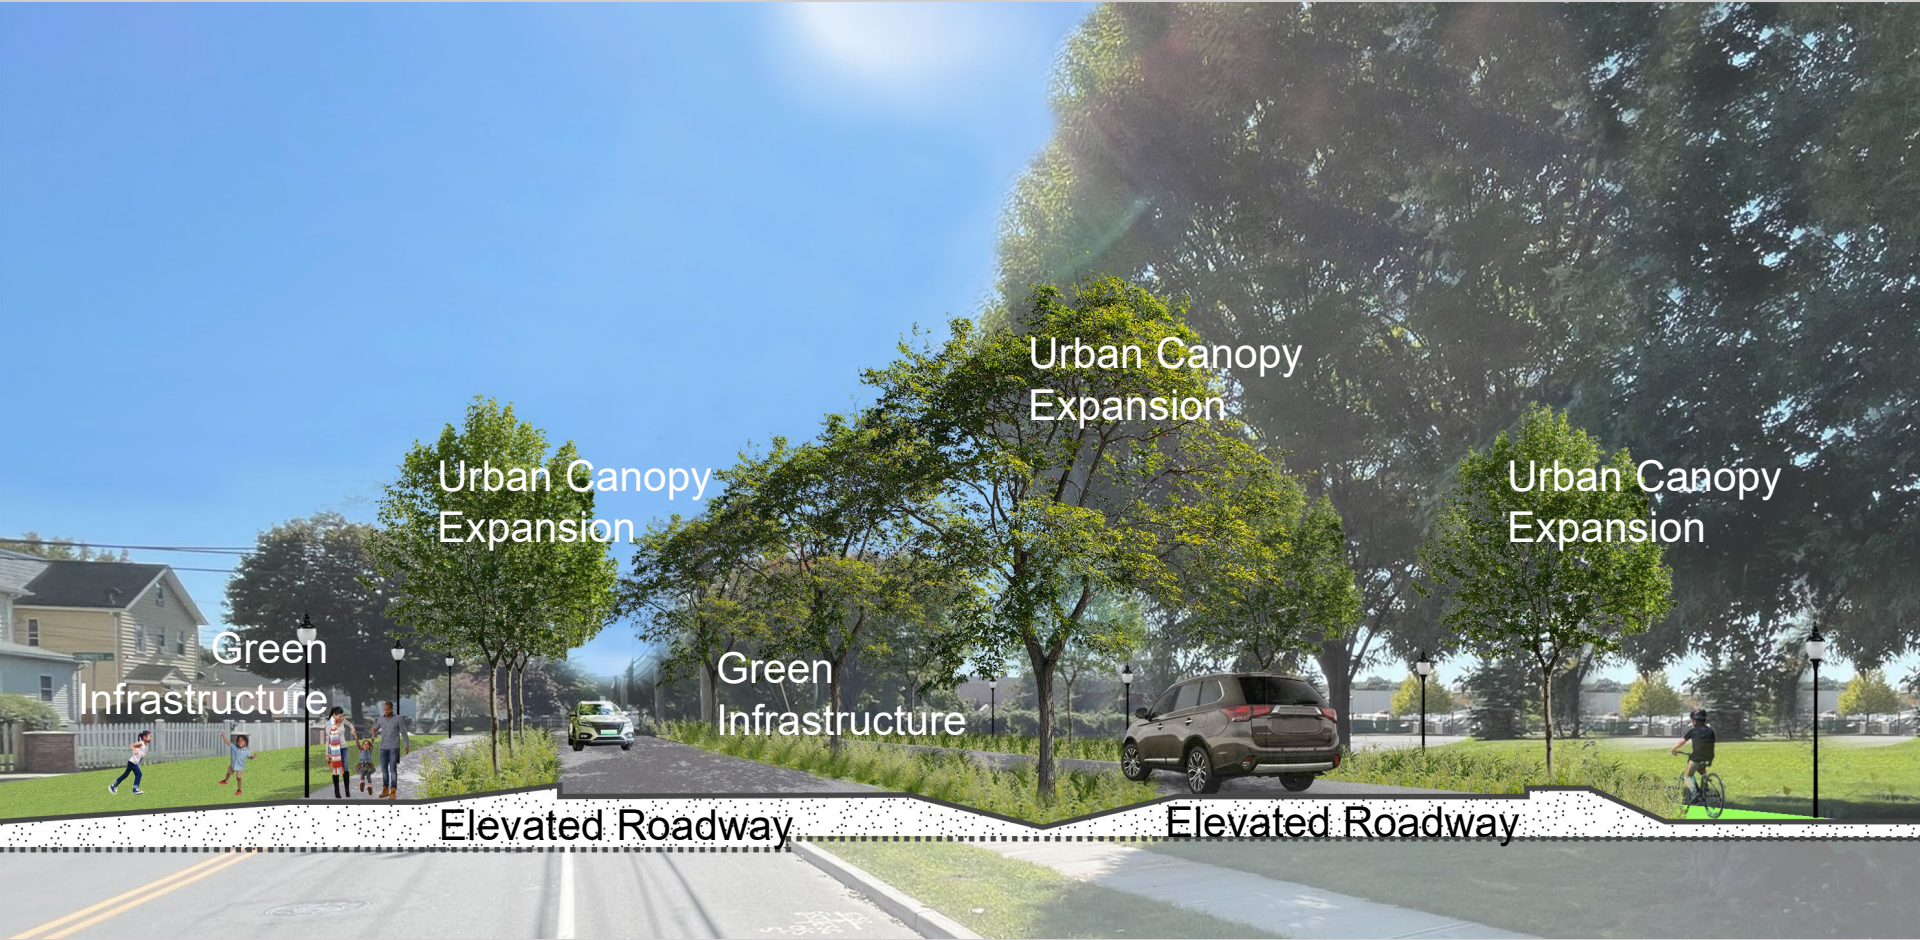 Urban Canopy
Expansion
Urban Canopy
Expansion
Urban Canopy
Expansion
Green
Infrastructure
Green
Infrastructure
Elevated Roadway
Elevated Roadway